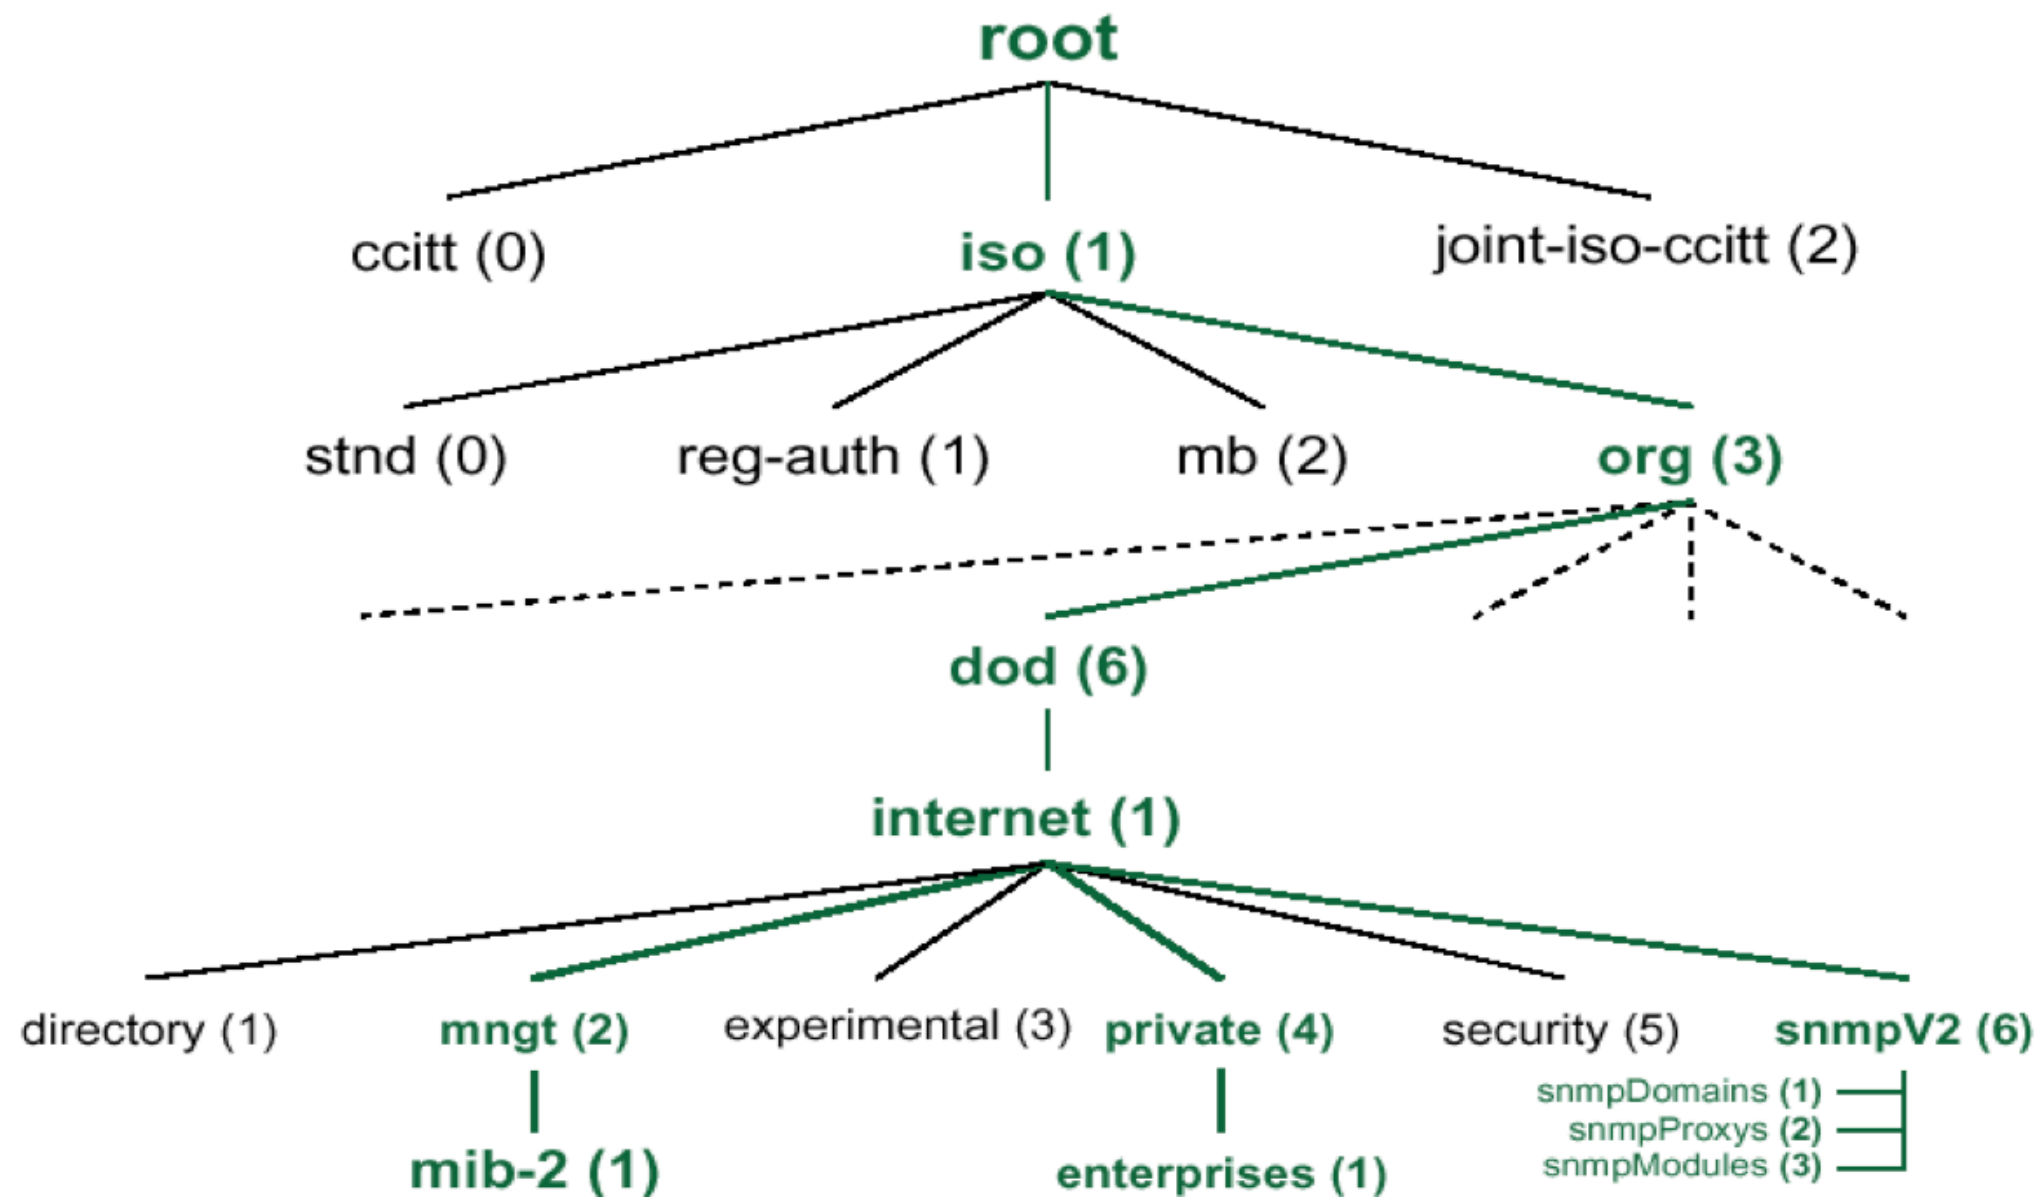 root
ccitt (0) iso (1) joint-iso-ccitt (2)
stnd (0) reg-auth (1) mb (2) org (3)
dod (6)
internet (1)
directory (1) mngt (2) experimental (3) private (4) security (5) snmpV2 (6)
snmpDomains (1)
snmpProxys (2)
snmpModules (3)
mib-2 (1) enterprises (1)